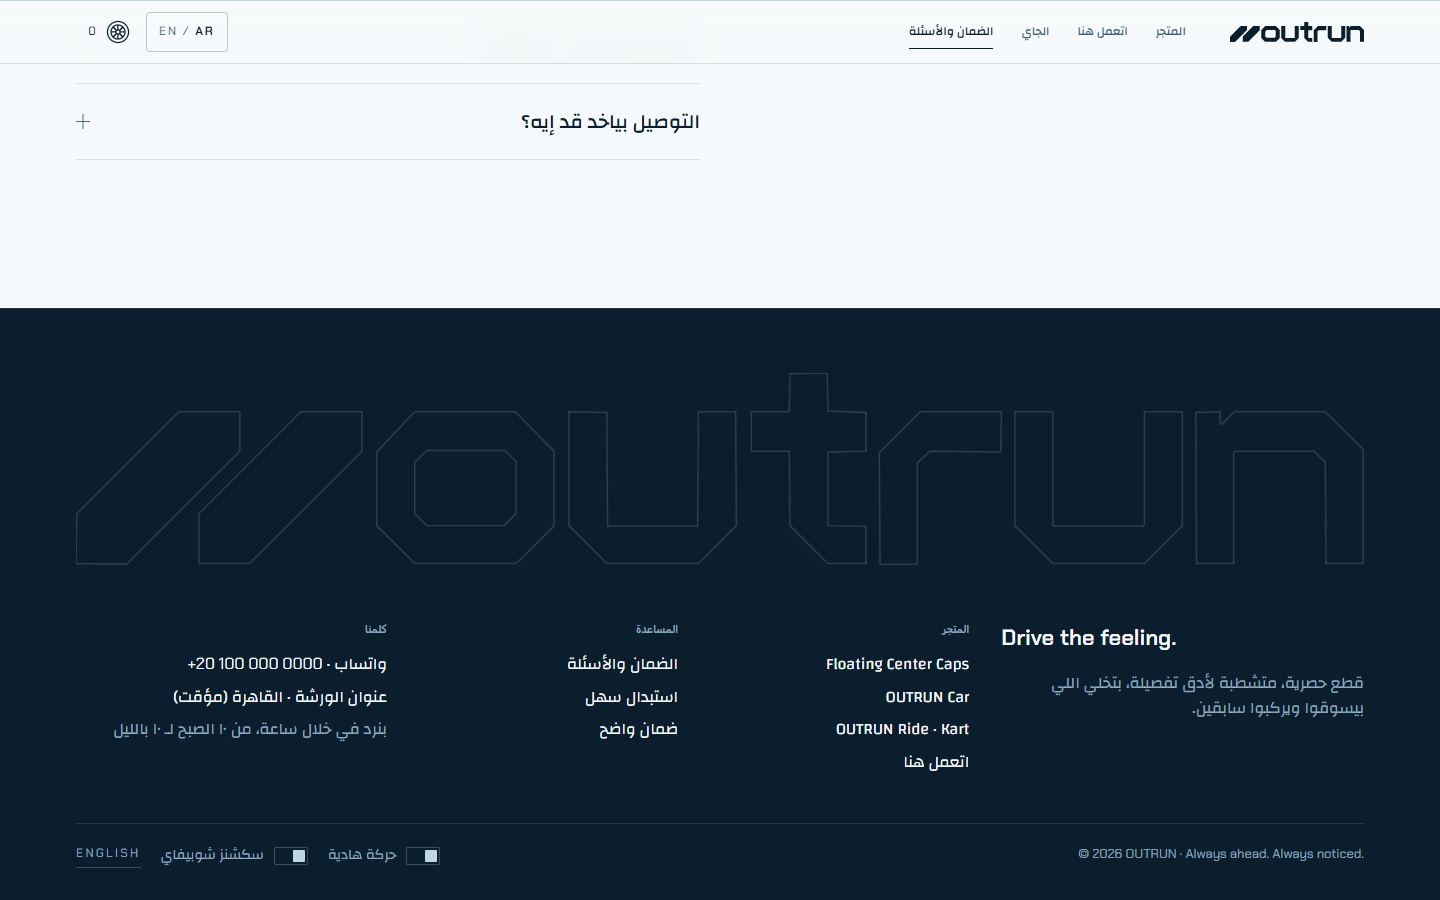 outrun
المتجر
اتعمل هنا
الجاي
الضمان والأسئلة
EN / AR
0
التوصيل بياخد قد إيه؟
outrun
Drive the feeling.
قطع حصرية، متشطبة لأدق تفصيلة، بتخلي اللي
بيسوقوا ويركبوا سابقين.
المتجر
Floating Center Caps
OUTRUN Car
OUTRUN Ride · Kart
اتعمل هنا
المساعدة
الضمان والأسئلة
استبدال سهل
ضمان واضح
كلمنا
واتساب · ‎+20 100 000 0000
عنوان الورشة · القاهرة (مؤقت)
بنرد في خلال ساعة، من ١٠ الصبح لـ ١٠ بالليل
© 2026 OUTRUN · Always ahead. Always noticed.
حركة هادية
سكشنز شوبيفاي
ENGLISH